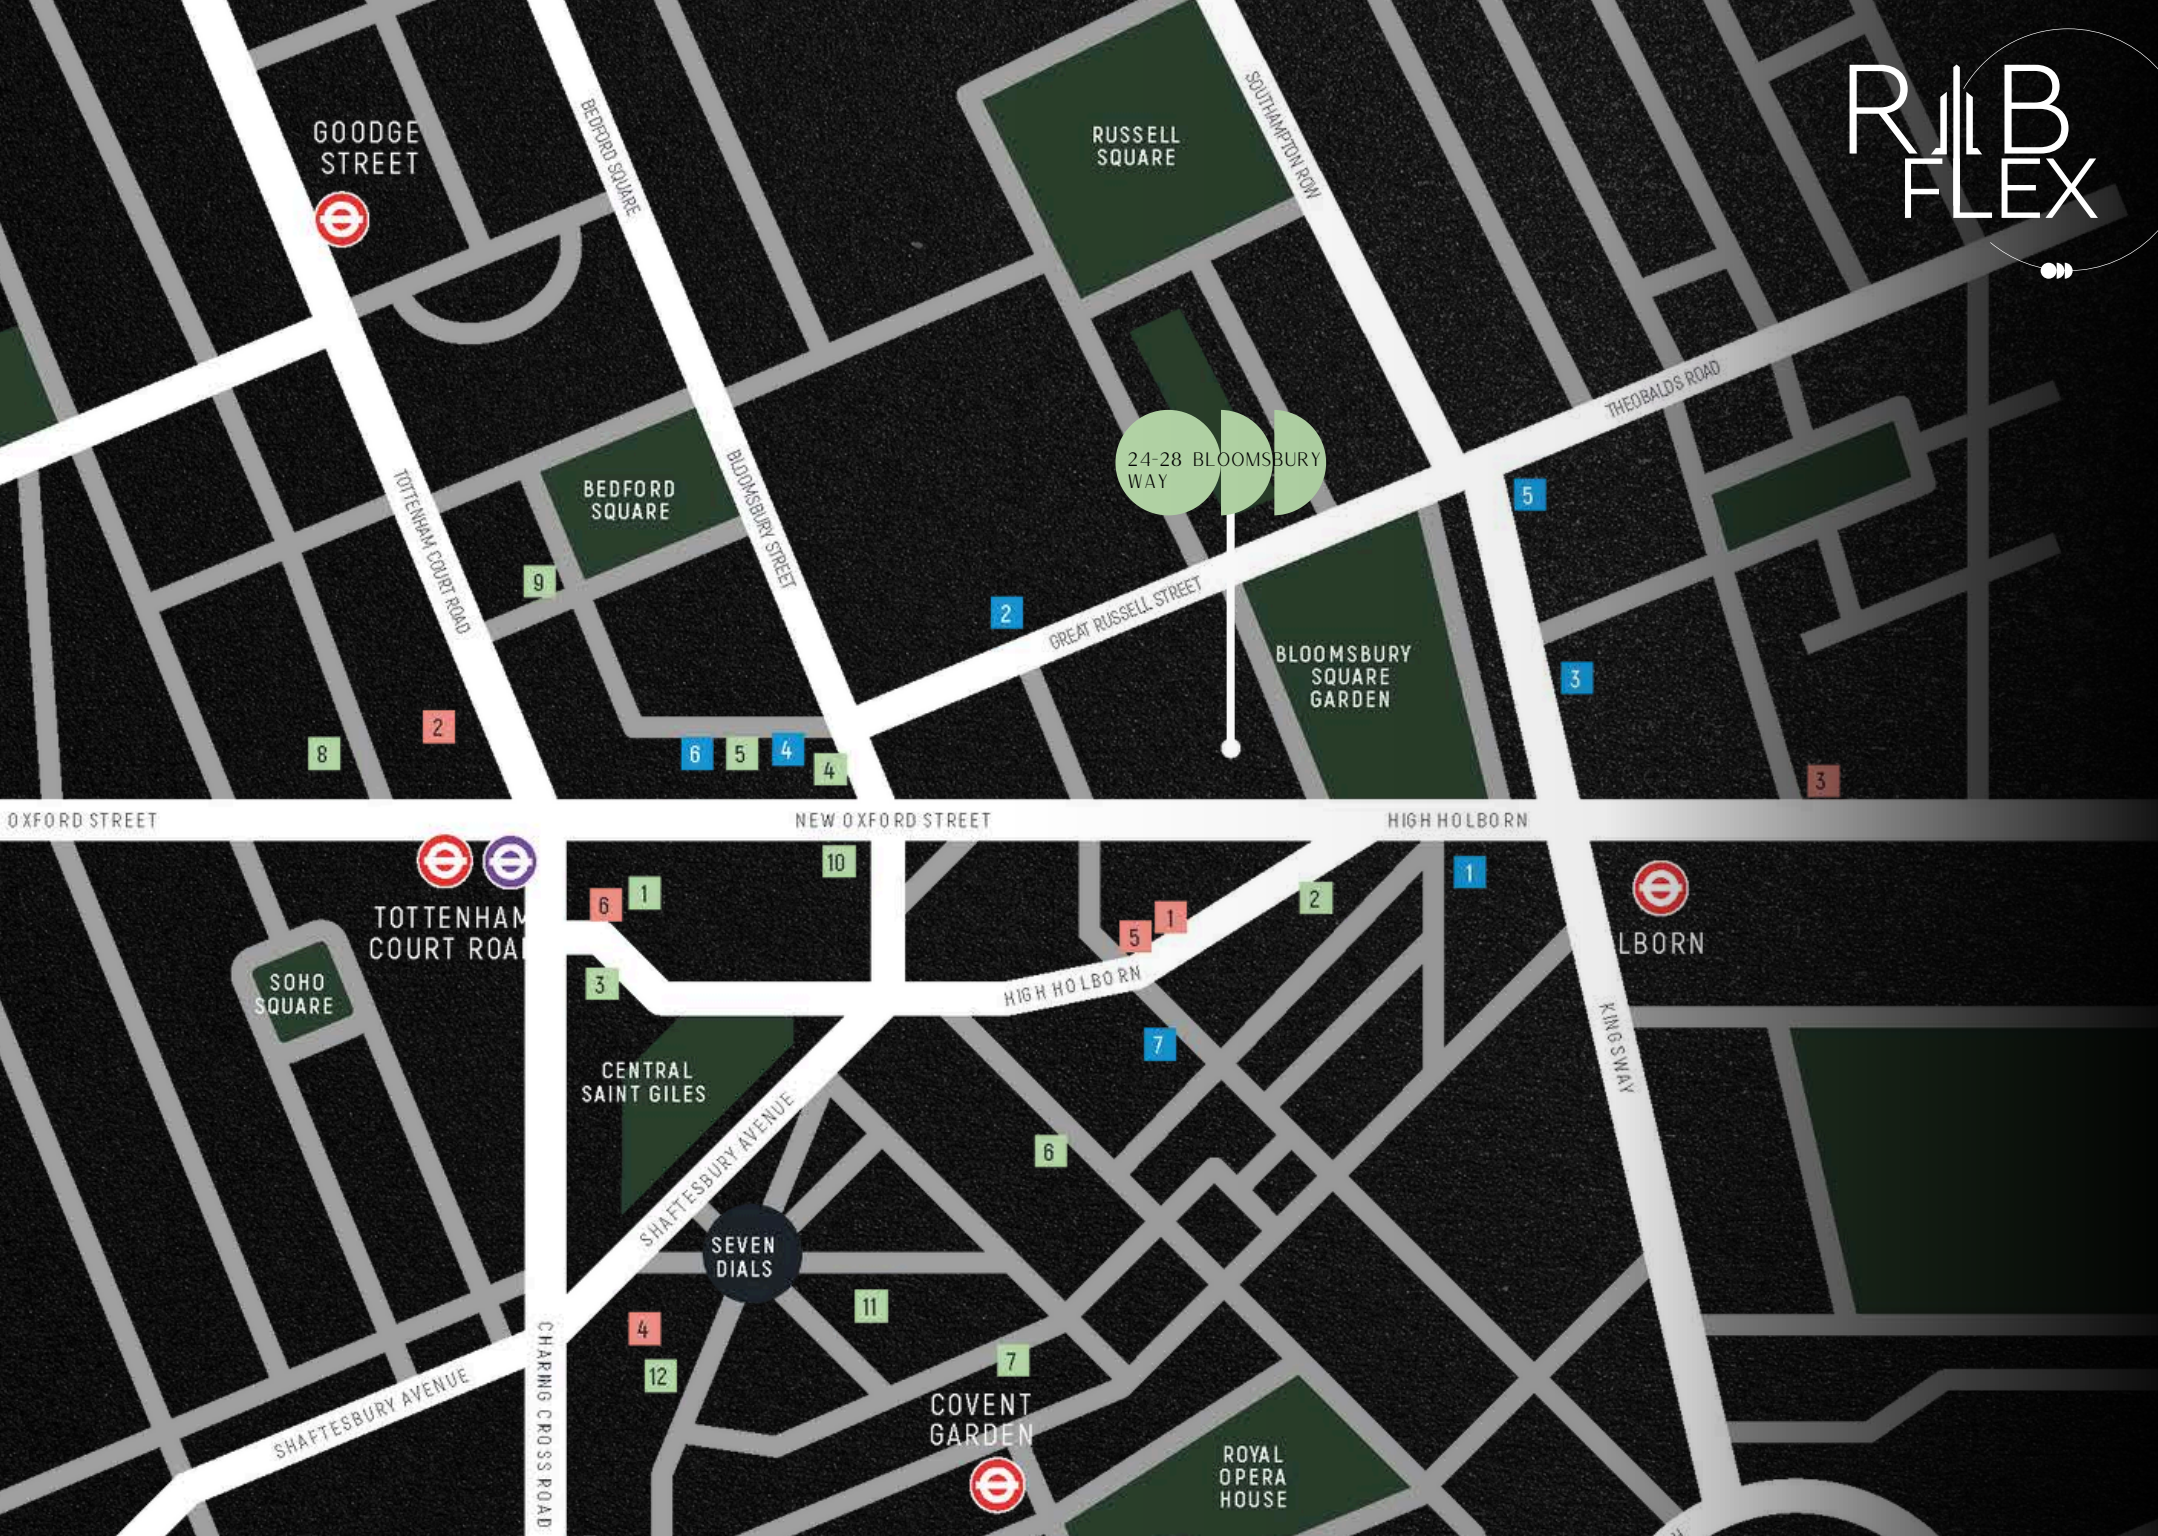 R B
FLEX
GOODGE
STREET
BEDFORD SQUARE
RUSSELL
SQUARE
SOUTHAMPTON ROW
THEOBALDS ROAD
24-28 BLOOMSBURY
WAY
BEDFORD
SQUARE
BLOOMSBURY STREET
TOTTENHAM COURT ROAD
5
9
2
GREAT RUSSELL STREET
BLOOMSBURY
SQUARE
GARDEN
3
2
8
6
5
4
4
3
OXFORD STREET
NEW OXFORD STREET
HIGH HOLBORN
10
1
6
1
2
1
5
TOTTENHAM
COURT ROA
LBORN
HIGH HOLBORN
3
SOHO
SQUARE
KINGSWAY
7
CENTRAL
SAINT GILES
SHAFTESBURY AVENUE
6
SEVEN
DIALS
11
4
12
7
CHARING CROSS ROAD
SHAFTESBURY AVENUE
COVENT
GARDEN
ROYAL
OPERA
HOUSE